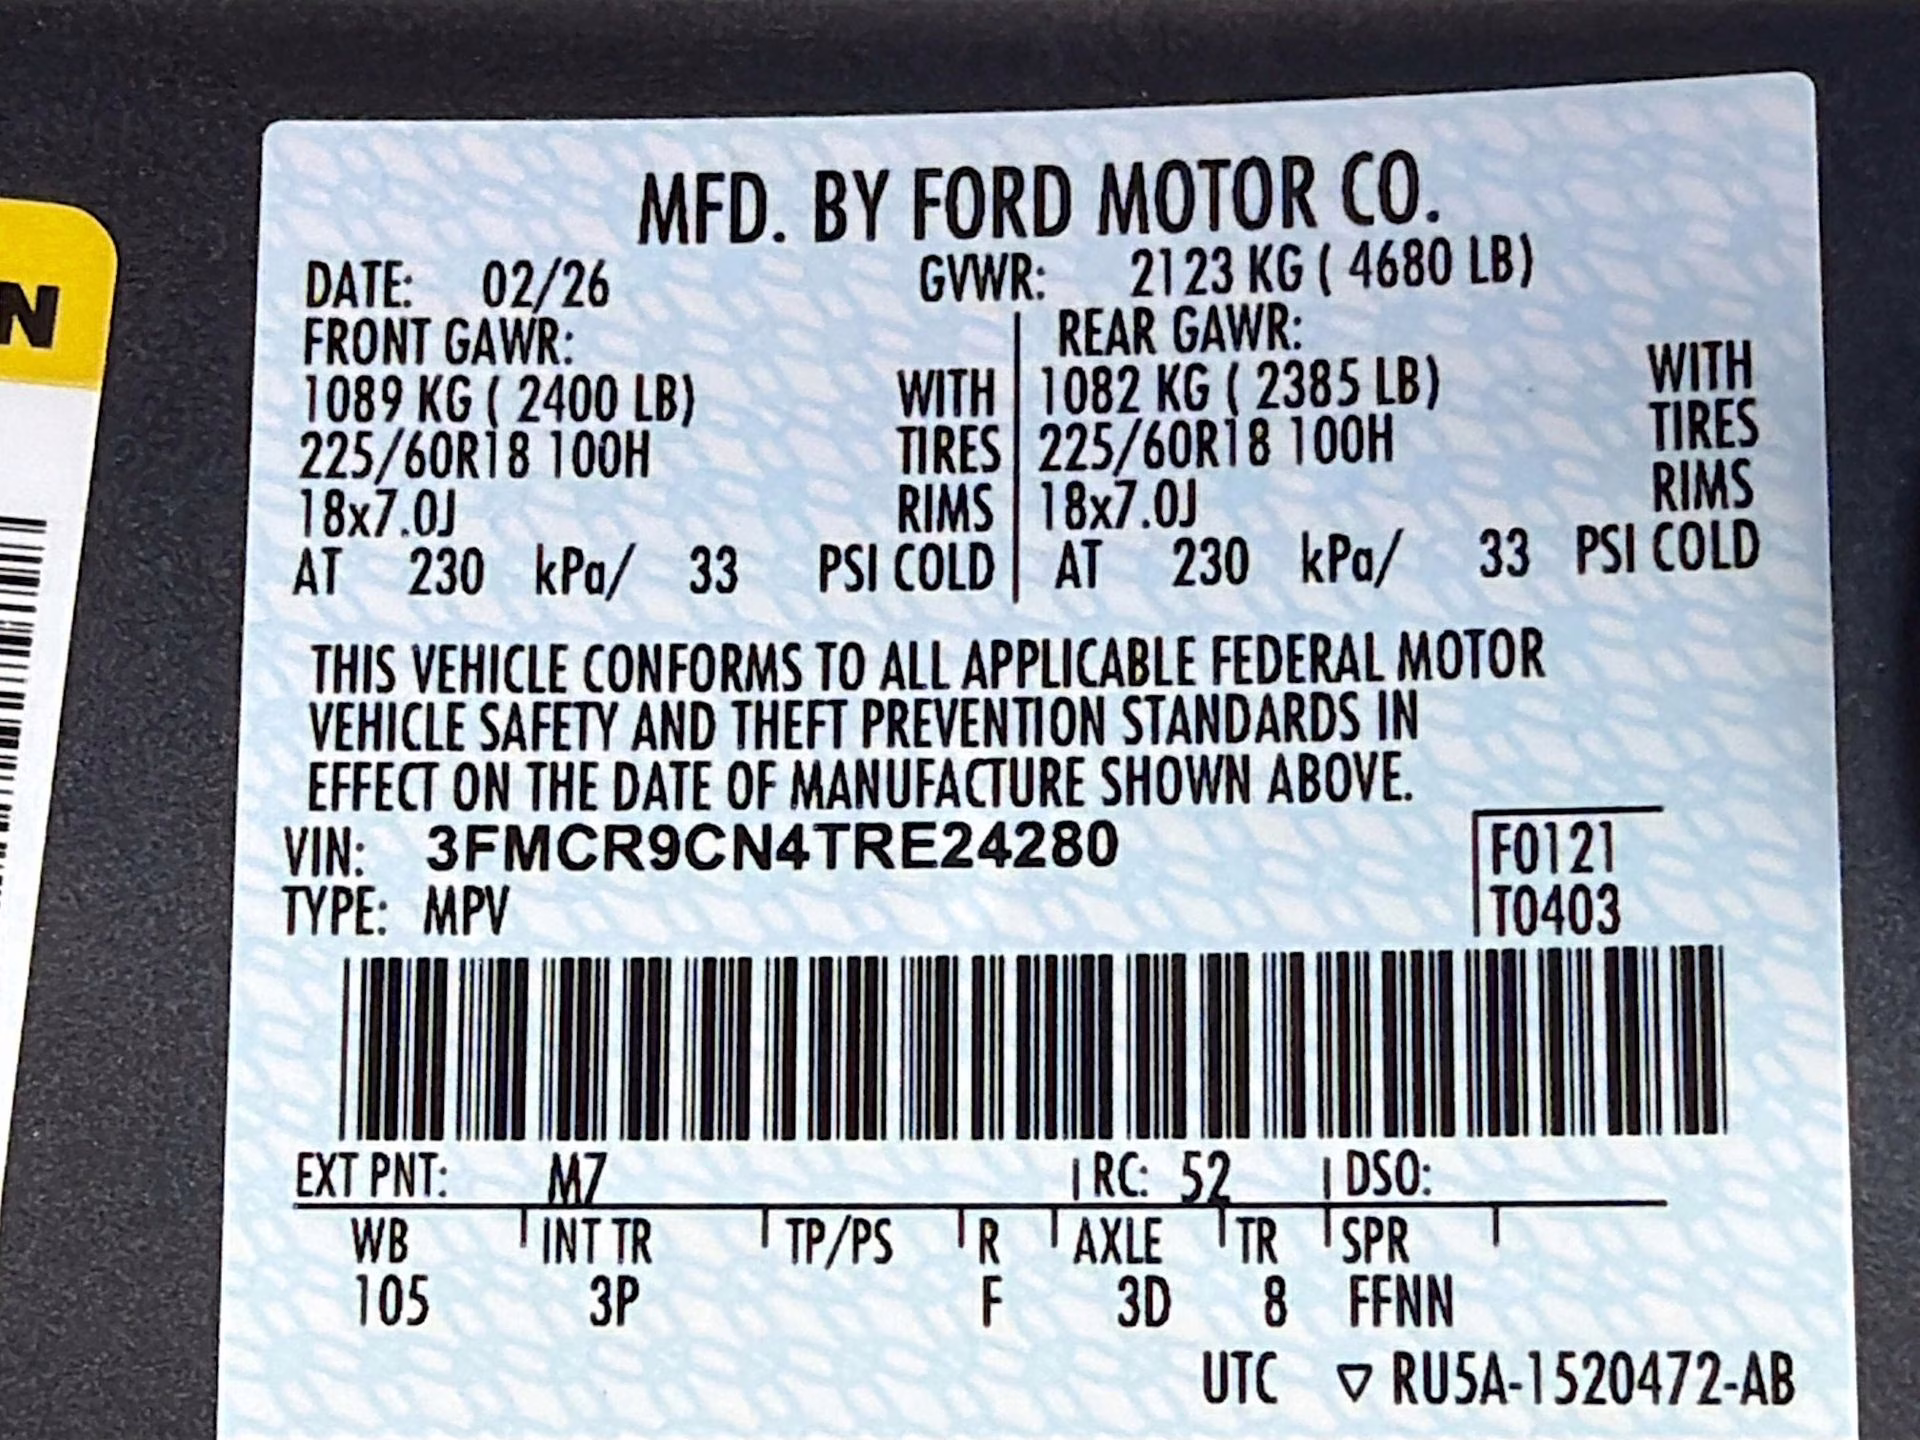 N
MFD. BY FORD MOTOR CO.
DATE: 02/26 GVWR: 2123 KG ( 4680 LB)
FRONT GAWR: REAR GAWR:
1089 KG ( 2400 LB) WITH 1082 KG ( 2385 LB) WITH
225/60R18 100H TIRES 225/60R18 100H TIRES
18x7.0J RIMS 18x7.0J RIMS
AT 230 kPa/ 33 PSI COLD AT 230 kPa/ 33 PSI COLD
THIS VEHICLE CONFORMS TO ALL APPLICABLE FEDERAL MOTOR
VEHICLE SAFETY AND THEFT PREVENTION STANDARDS IN
EFFECT ON THE DATE OF MANUFACTURE SHOWN ABOVE.
VIN: 3FMCR9CN4TRE24280 F0121
TYPE: MPV T0403
EXT PNT: M7 RC: 52 DSO:
WB INT TR TP/PS R AXLE TR SPR
105 3P F 3D 8 FFNN
UTC ▽ RU5A-1520472-AB